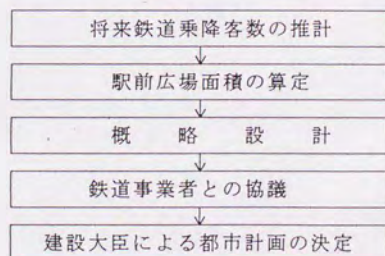 将来鉄道乗降客数の推計
駅前広場面積の算定
概略設計
鉄道事業者との協議
建設大臣による都市計画の決定